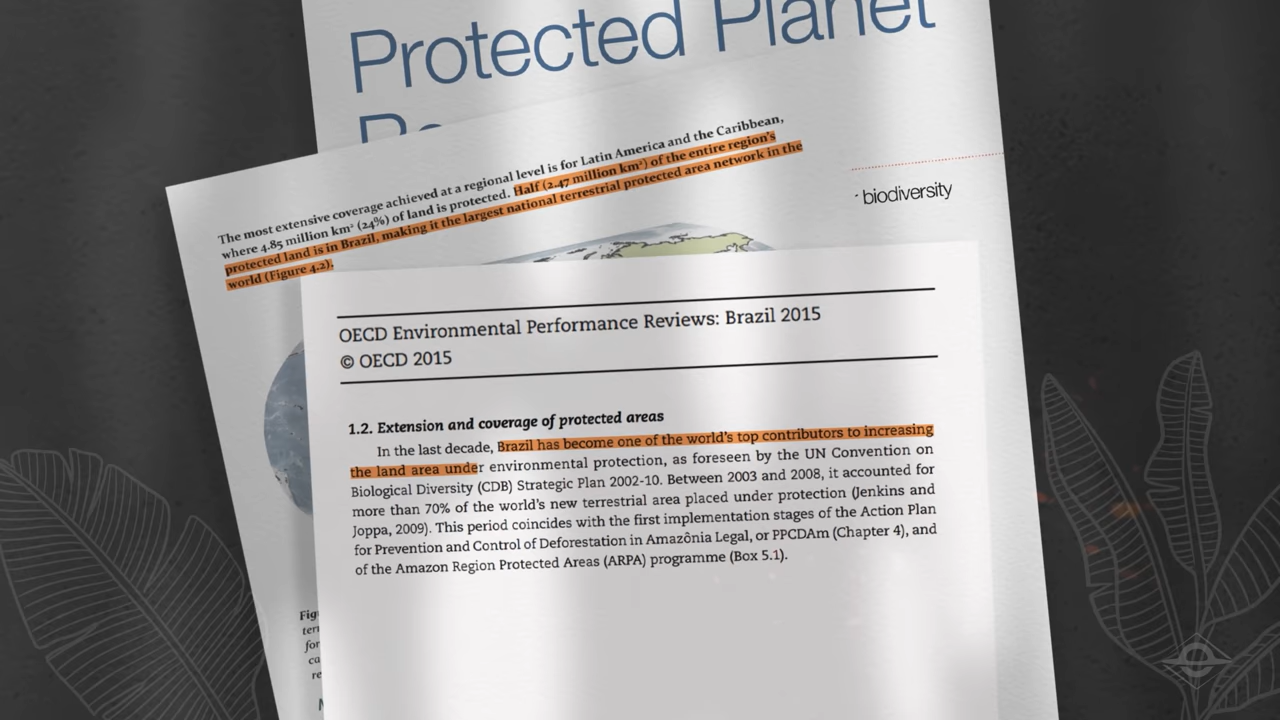 Protected Planet
The most extensive coverage achieved at a regional level is for Latin America and the Caribbean,
where 4.85 million km² (24%) of land is protected. Half (2.47 million km²) of the entire region's
protected land is in Brazil, making it the largest national terrestrial protected area network in the
world (Figure 4.2).
biodiversity
OECD Environmental Performance Reviews: Brazil 2015
© OECD 2015
1.2. Extension and coverage of protected areas
In the last decade, Brazil has become one of the world's top contributors to increasing
the land area under environmental protection, as foreseen by the UN Convention on
Biological Diversity (CDB) Strategic Plan 2002-10. Between 2003 and 2008, it accounted for
more than 70% of the world's new terrestrial area placed under protection (Jenkins and
Joppa, 2009). This period coincides with the first implementation stages of the Action Plan
for Prevention and Control of Deforestation in Amazônia Legal, or PPCDAm (Chapter 4), and
of the Amazon Region Protected Areas (ARPA) programme (Box 5.1).